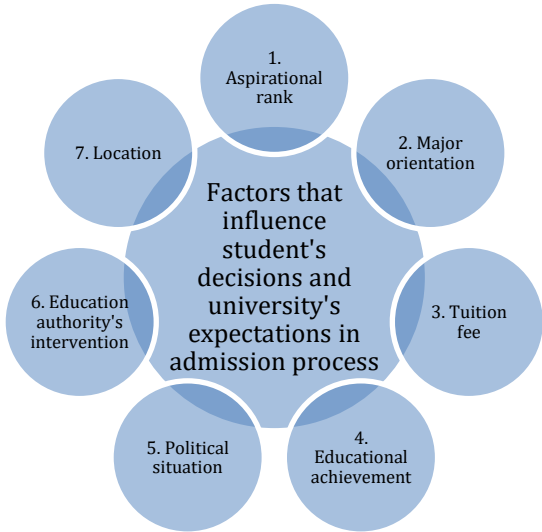 1.
Aspirational
rank
2. Major
orientation
3. Tuition
fee
4.
Educational
achievement
5. Political
situation
6. Education
authority's
intervention
7. Location
Factors that
influence
student's
decisions and
university's
expectations in
admission process